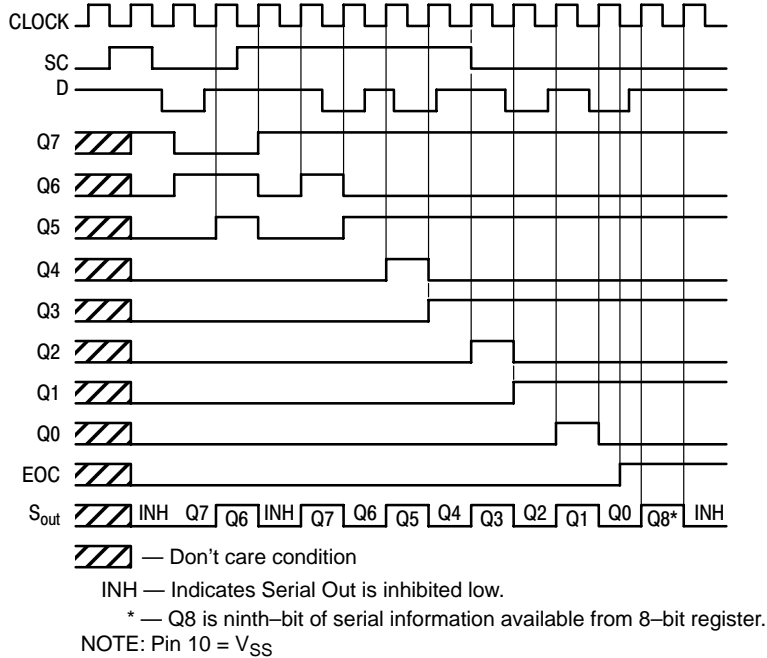 CLOCK
SC
D
Q7
Q6
Q5
Q4
Q3
Q2
Q1
Q0
EOC
Sout INH Q7 Q6 INH Q7 Q6 Q5 Q4 Q3 Q2 Q1 Q0 Q8* INH
— Don't care condition
INH — Indicates Serial Out is inhibited low.
* — Q8 is ninth–bit of serial information available from 8–bit register.
NOTE: Pin 10 = VSS